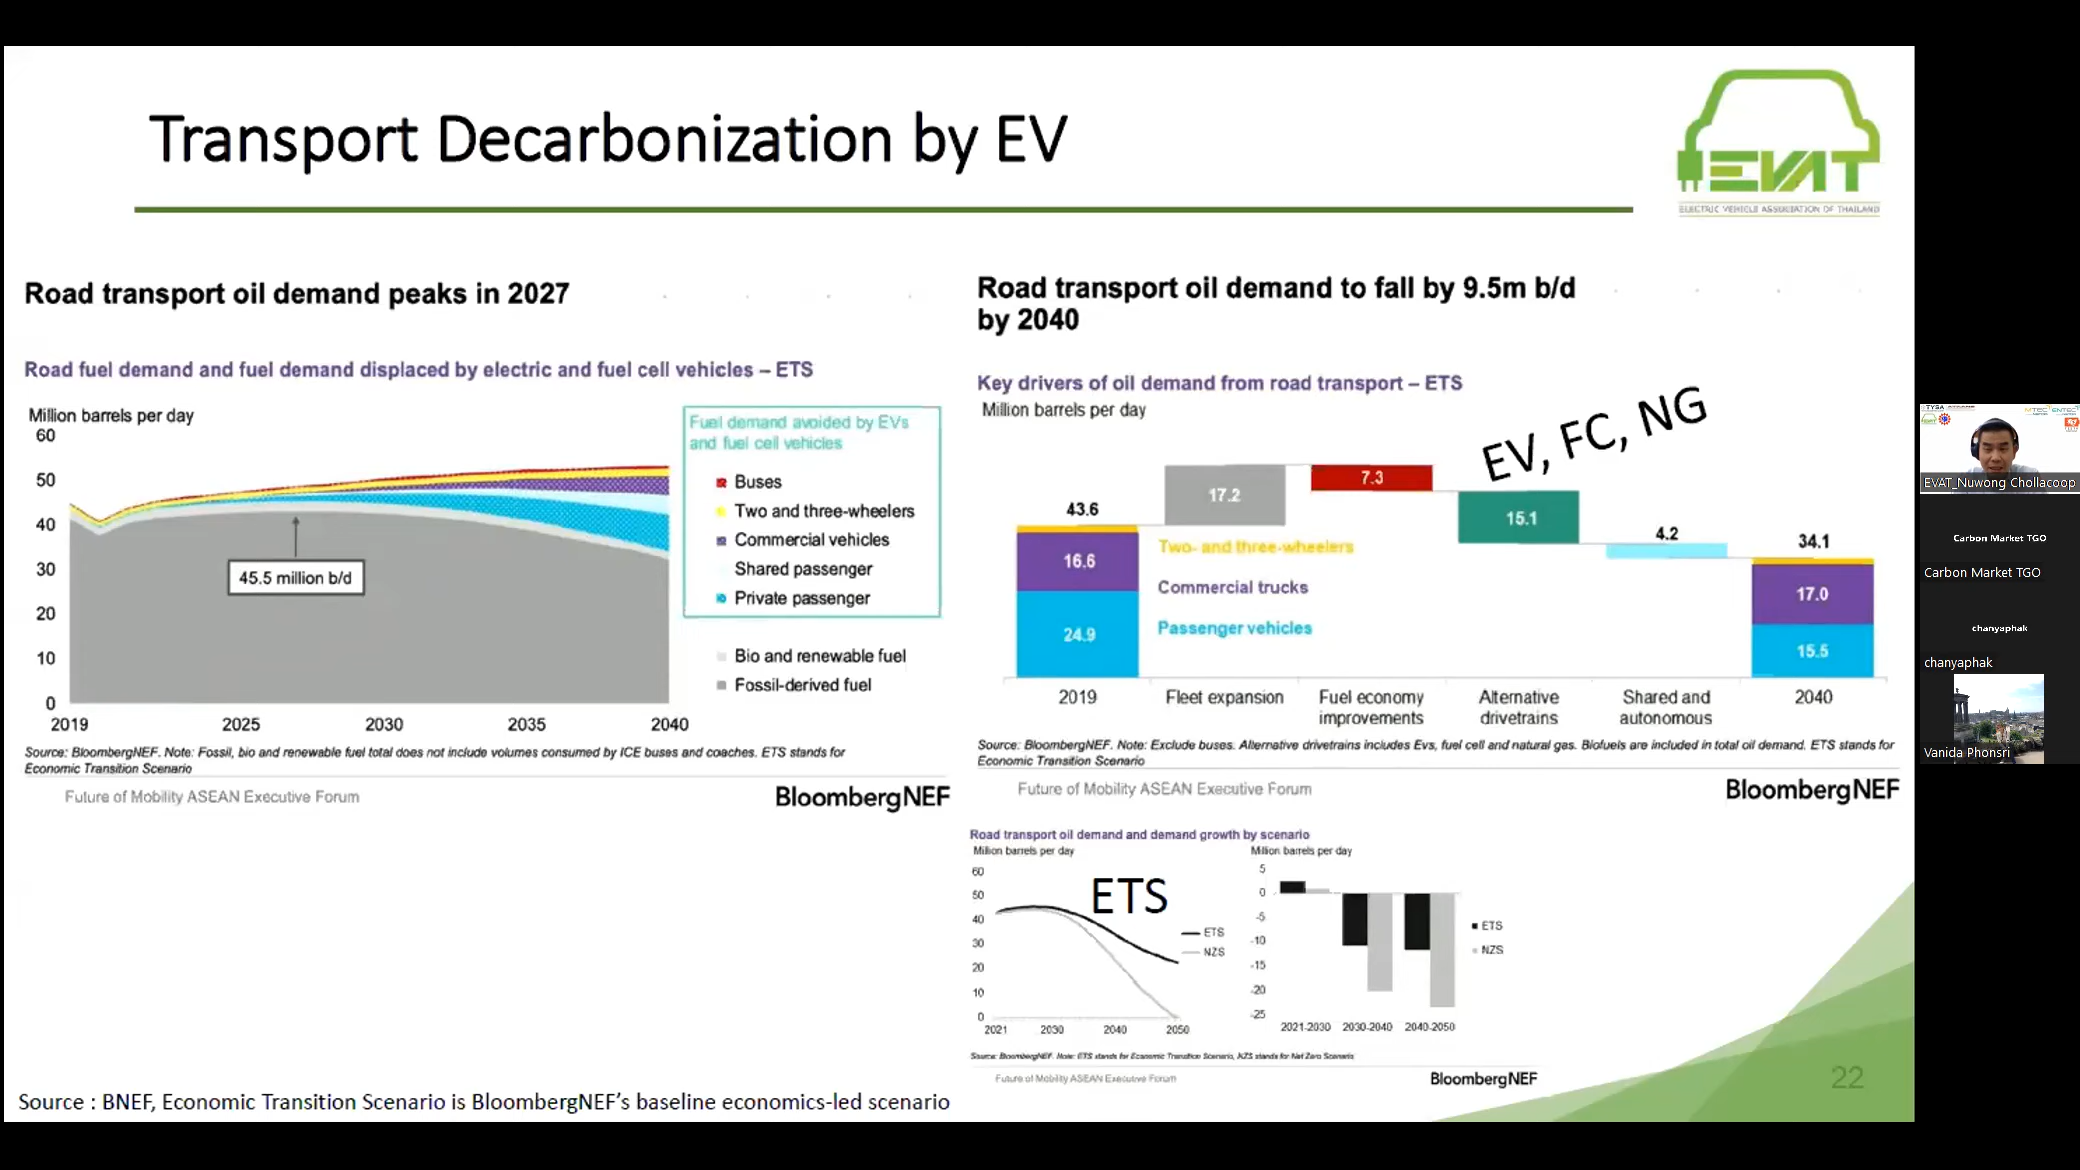 Transport Decarbonization by EV
EVAT
ELECTRIC VEHICLE ASSOCIATION OF THAILAND
Road transport oil demand peaks in 2027
Road fuel demand and fuel demand displaced by electric and fuel cell vehicles – ETS
Million barrels per day
60
50
40
30
20
10
0
2019
2025
2030
2035
2040
45.5 million b/d
Fuel demand avoided by EVs
and fuel cell vehicles
Buses
Two and three-wheelers
Commercial vehicles
Shared passenger
Private passenger
Bio and renewable fuel
Fossil-derived fuel
Source: BloombergNEF. Note: Fossil, bio and renewable fuel total does not include volumes consumed by ICE buses and coaches. ETS stands for
Economic Transition Scenario
Future of Mobility ASEAN Executive Forum
BloombergNEF
Road transport oil demand to fall by 9.5m b/d
by 2040
Key drivers of oil demand from road transport – ETS
Million barrels per day
EV, FC, NG
43.6
16.6
24.9
17.2
7.3
15.1
4.2
34.1
17.0
15.5
Two- and three-wheelers
Commercial trucks
Passenger vehicles
2019
Fleet expansion
Fuel economy
improvements
Alternative
drivetrains
Shared and
autonomous
2040
Source: BloombergNEF. Note: Exclude buses. Alternative drivetrains includes Evs, fuel cell and natural gas. Biofuels are included in total oil demand. ETS stands for
Economic Transition Scenario
Future of Mobility ASEAN Executive Forum
BloombergNEF
Road transport oil demand and demand growth by scenario
Million barrels per day
60
50
40
30
20
10
0
2021
2030
2040
2050
ETS
ETS
NZS
Million barrels per day
5
0
-5
-10
-15
-20
-25
2021-2030
2030-2040
2040-2050
ETS
NZS
Source: BloombergNEF. Note: ETS stands for Economic Transition Scenario, NZS stands for Net Zero Scenario
Future of Mobility ASEAN Executive Forum
BloombergNEF
22
Source : BNEF, Economic Transition Scenario is BloombergNEF's baseline economics-led scenario
EVAT_Nuwong Chollacoop
Carbon Market TGO
Carbon Market TGO
chanyaphak
chanyaphak
Vanida Phonsri